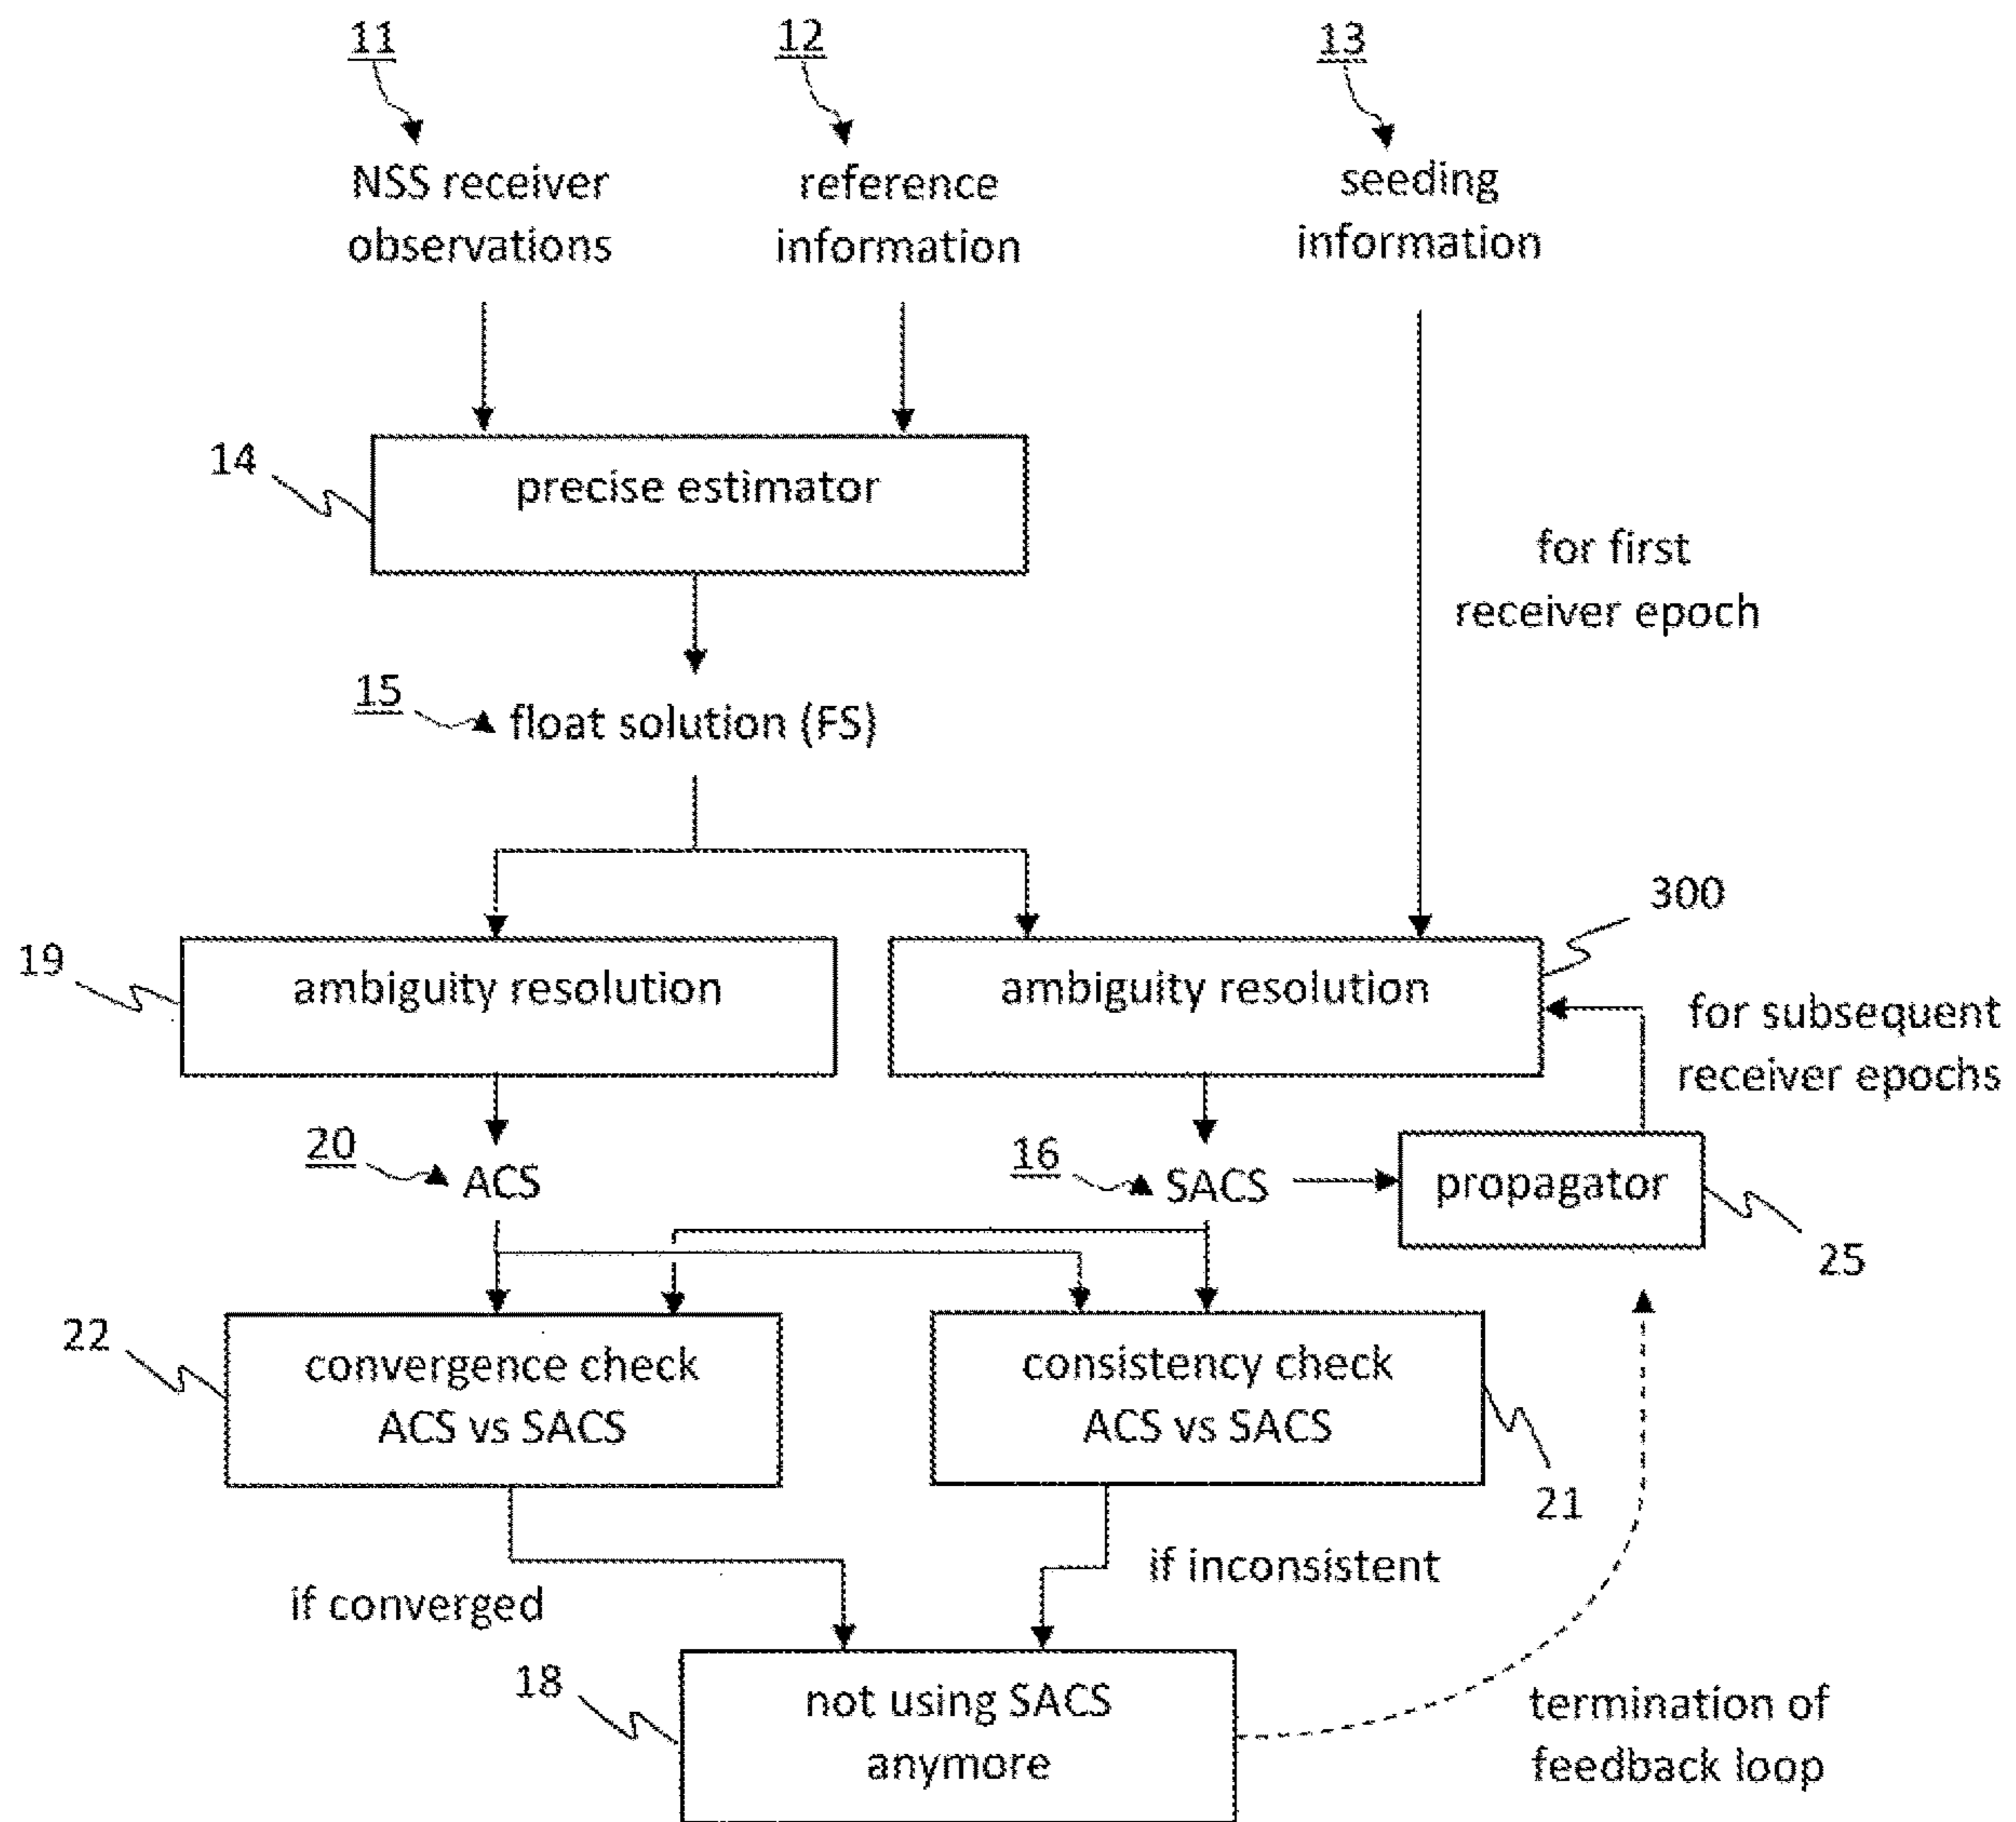 11
12
13
NSS receiver
observations
reference
information
seeding
information
14
precise estimator
for first
receiver epoch
15
float solution (FS)
300
19
ambiguity resolution
ambiguity resolution
for subsequent
receiver epochs
20
ACS
16
SACS
propagator
25
22
convergence check
ACS vs SACS
consistency check
ACS vs SACS
21
if converged
if inconsistent
18
not using SACS
anymore
termination of
feedback loop